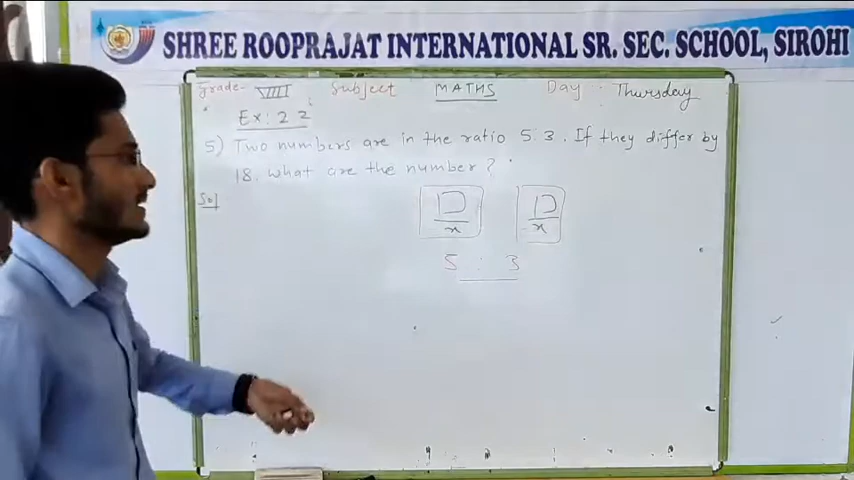 SHREE ROOPRAJAT INTERNATIONAL SR. SEC. SCHOOL, SIROHI
Grade- VIII Subject MATHS Day : Thursday
Ex: 2.2
5) Two numbers are in the ratio 5:3. If they differ by
18. what are the number?
Sol
x x
5 : 3